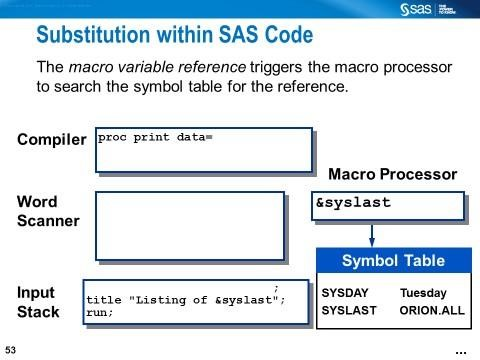 sas THE POWER TO KNOW
Substitution within SAS Code
The macro variable reference triggers the macro processor
to search the symbol table for the reference.
Compiler
proc print data=
Macro Processor
Word
Scanner
&syslast
Symbol Table
SYSDAY Tuesday
SYSLAST ORION.ALL
Input
Stack
;
title "Listing of &syslast";
run;
53
...